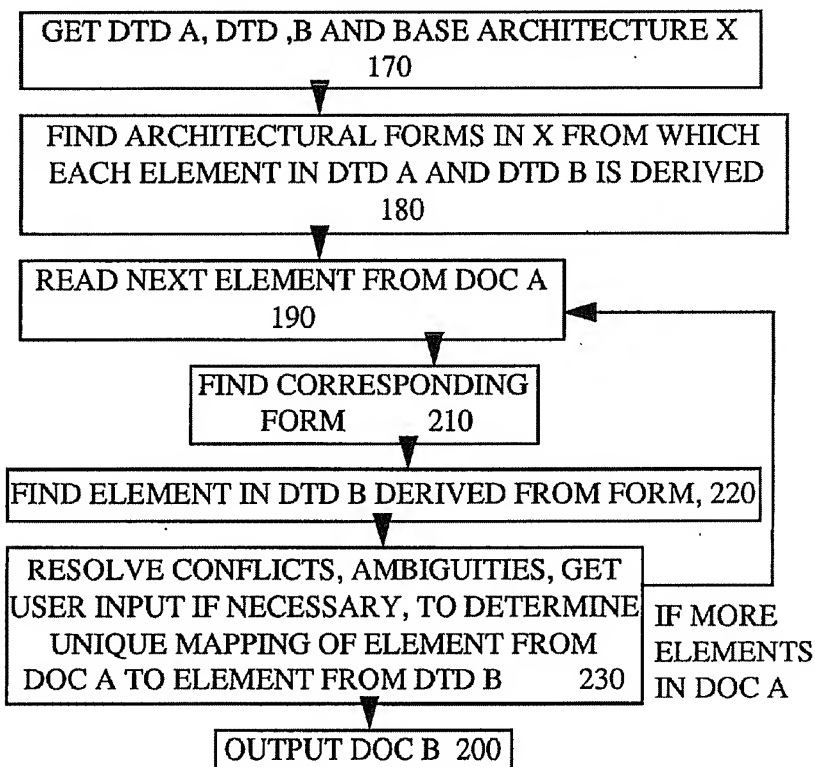 GET DTD A, DTD ,B AND BASE ARCHITECTURE X
170
FIND ARCHITECTURAL FORMS IN X FROM WHICH
EACH ELEMENT IN DTD A AND DTD B IS DERIVED
180
READ NEXT ELEMENT FROM DOC A
190
FIND CORRESPONDING
FORM 210
FIND ELEMENT IN DTD B DERIVED FROM FORM, 220
RESOLVE CONFLICTS, AMBIGUITIES, GET
USER INPUT IF NECESSARY, TO DETERMINE
UNIQUE MAPPING OF ELEMENT FROM
DOC A TO ELEMENT FROM DTD B 230
IF MORE
ELEMENTS
IN DOC A
OUTPUT DOC B 200